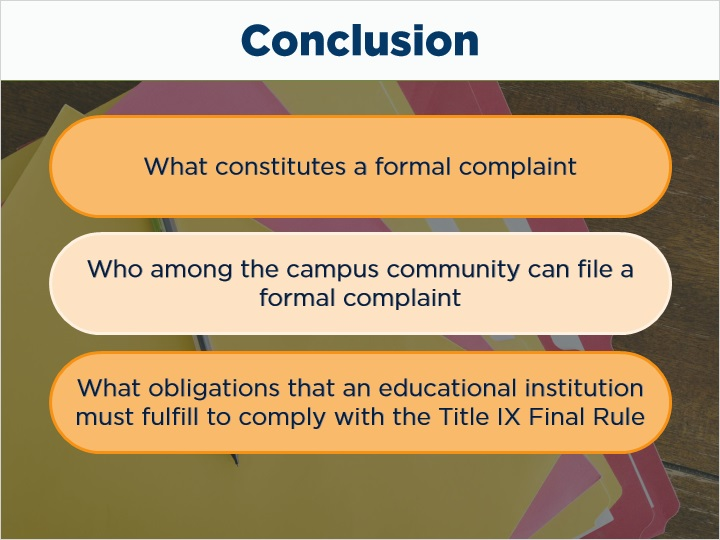 Conclusion
What constitutes a formal complaint
Who among the campus community can file a
formal complaint
What obligations that an educational institution
must fulfill to comply with the Title IX Final Rule